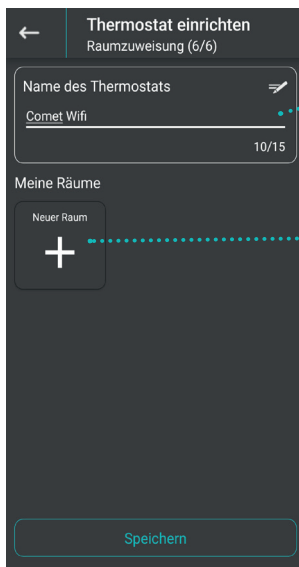 Thermostat einrichten
Raumzuweisung (6/6)
Name des Thermostats
Comet Wifi
10/15
Meine Räume
Neuer Raum
Speichern